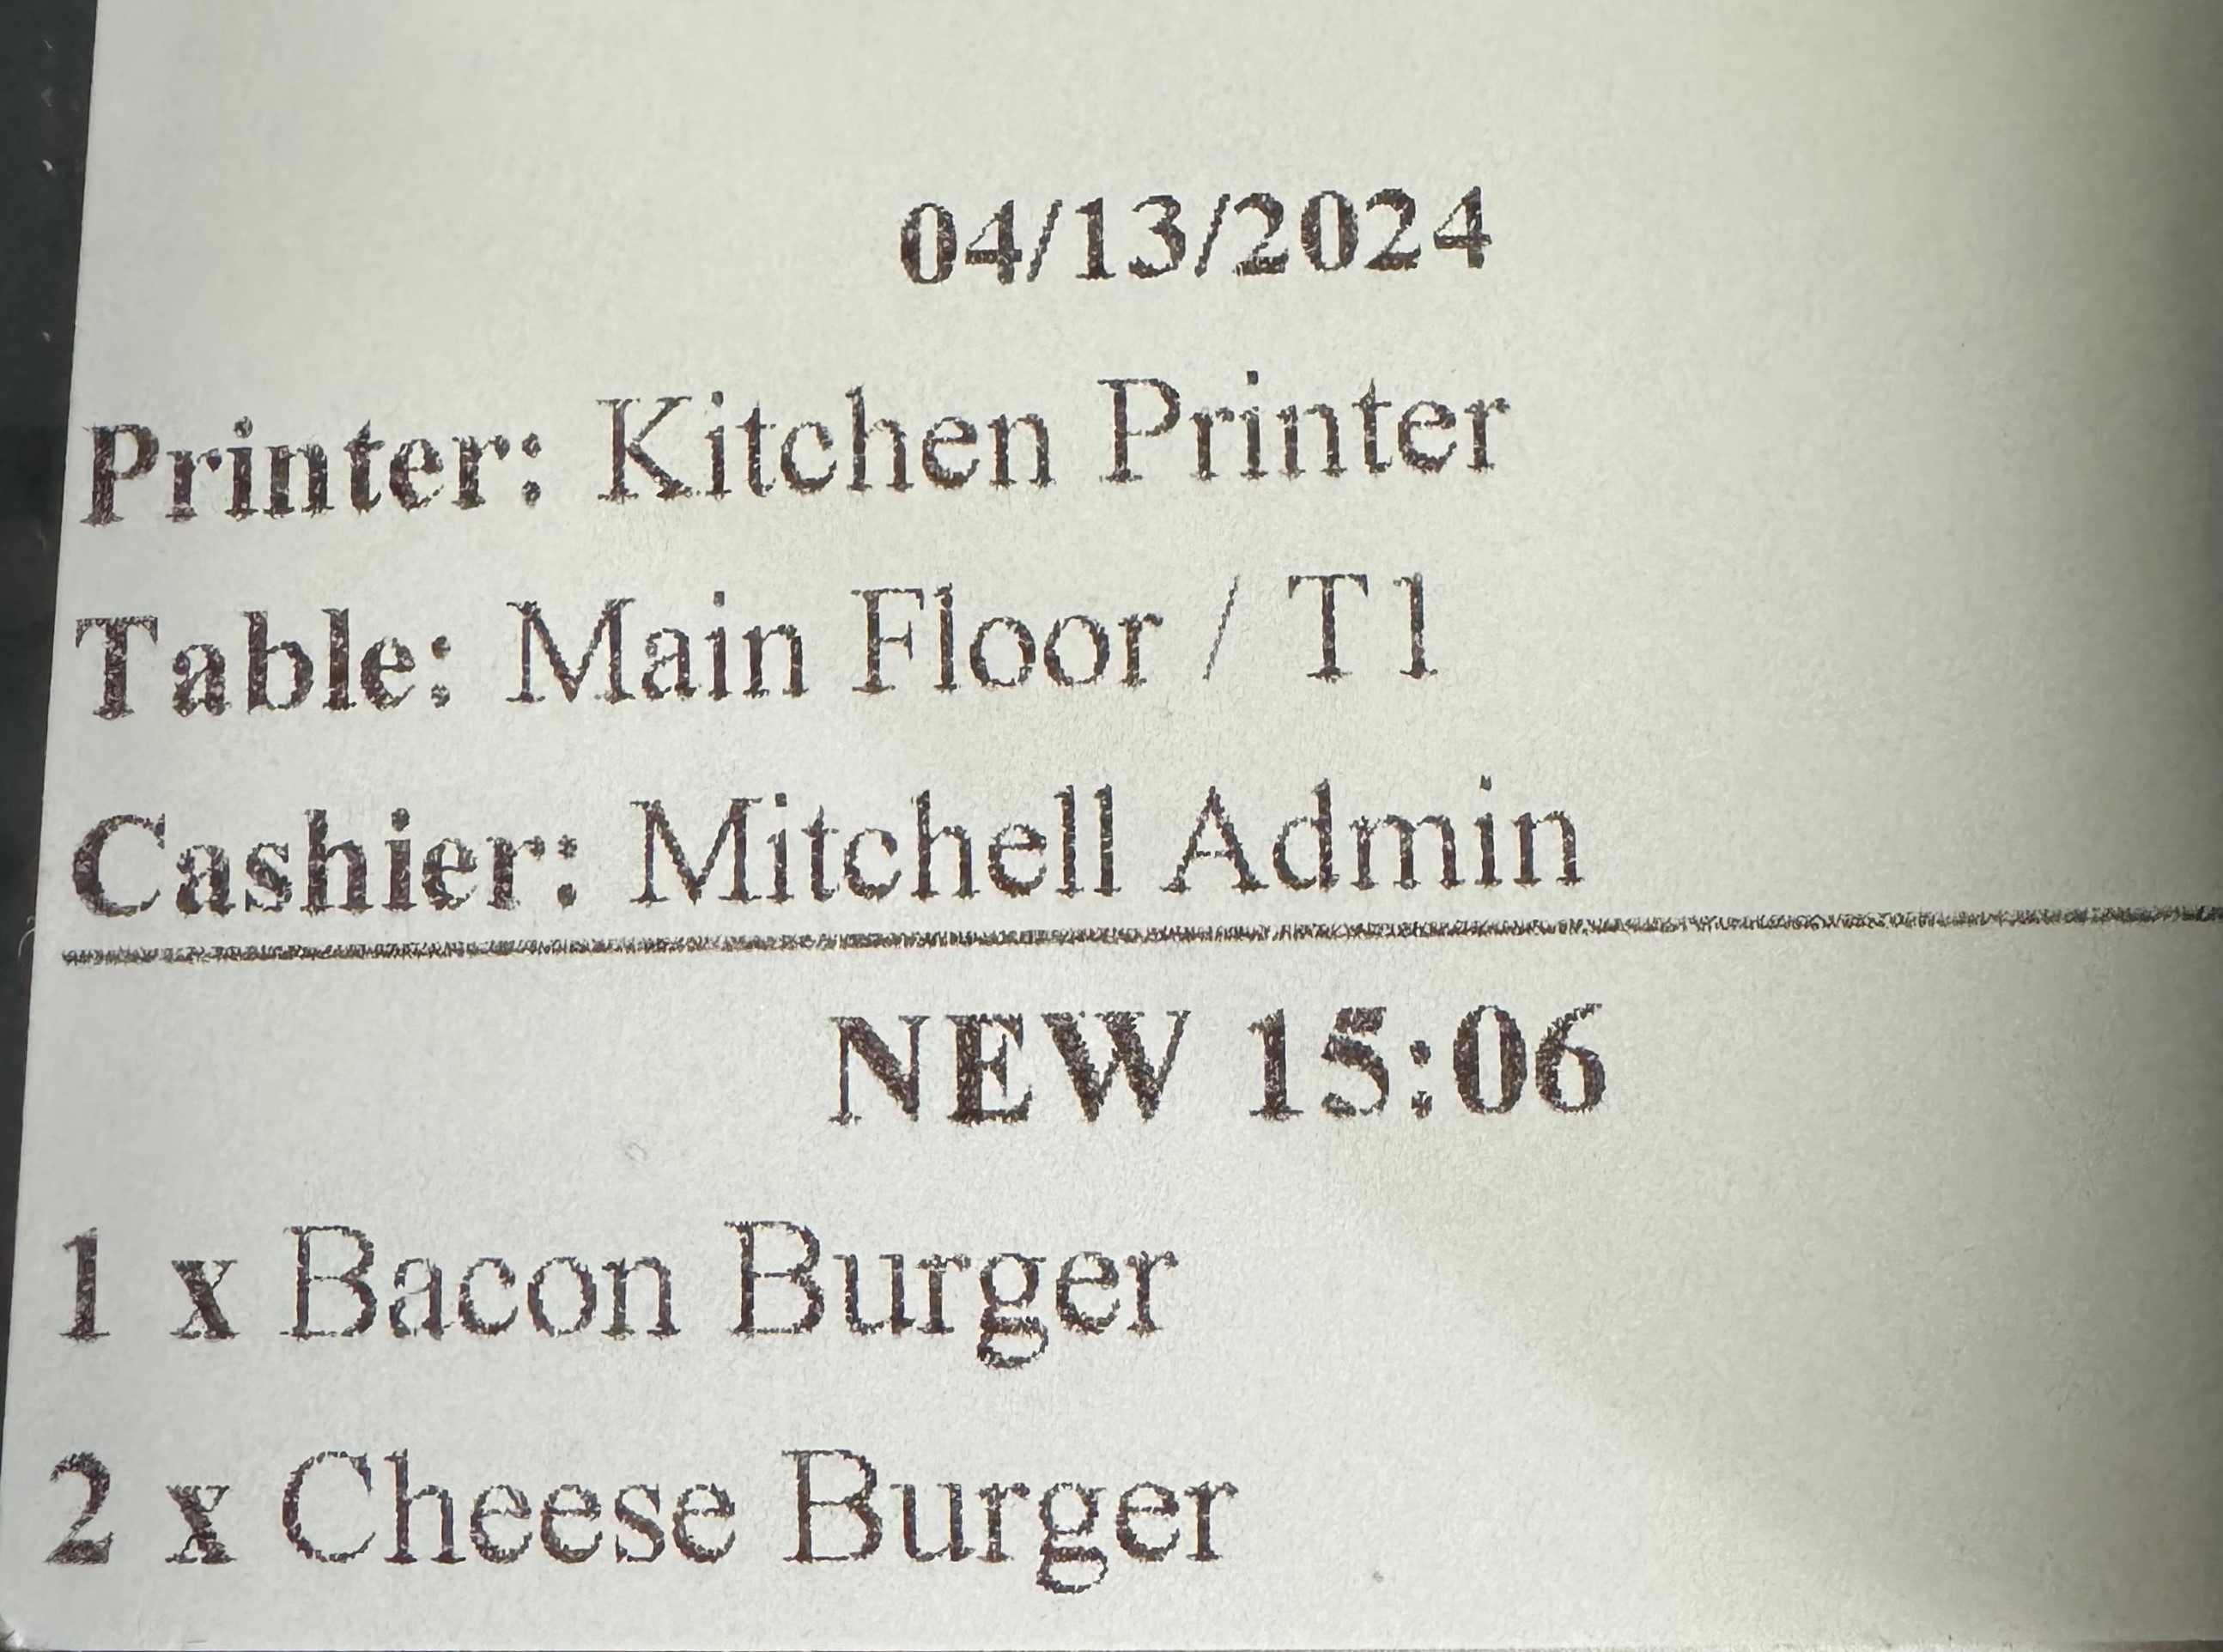 04/13/2024
Printer: Kitchen Printer
Table: Main Floor / T1
Cashier: Mitchell Admin
NEW 15:06
1 x Bacon Burger
2 x Cheese Burger